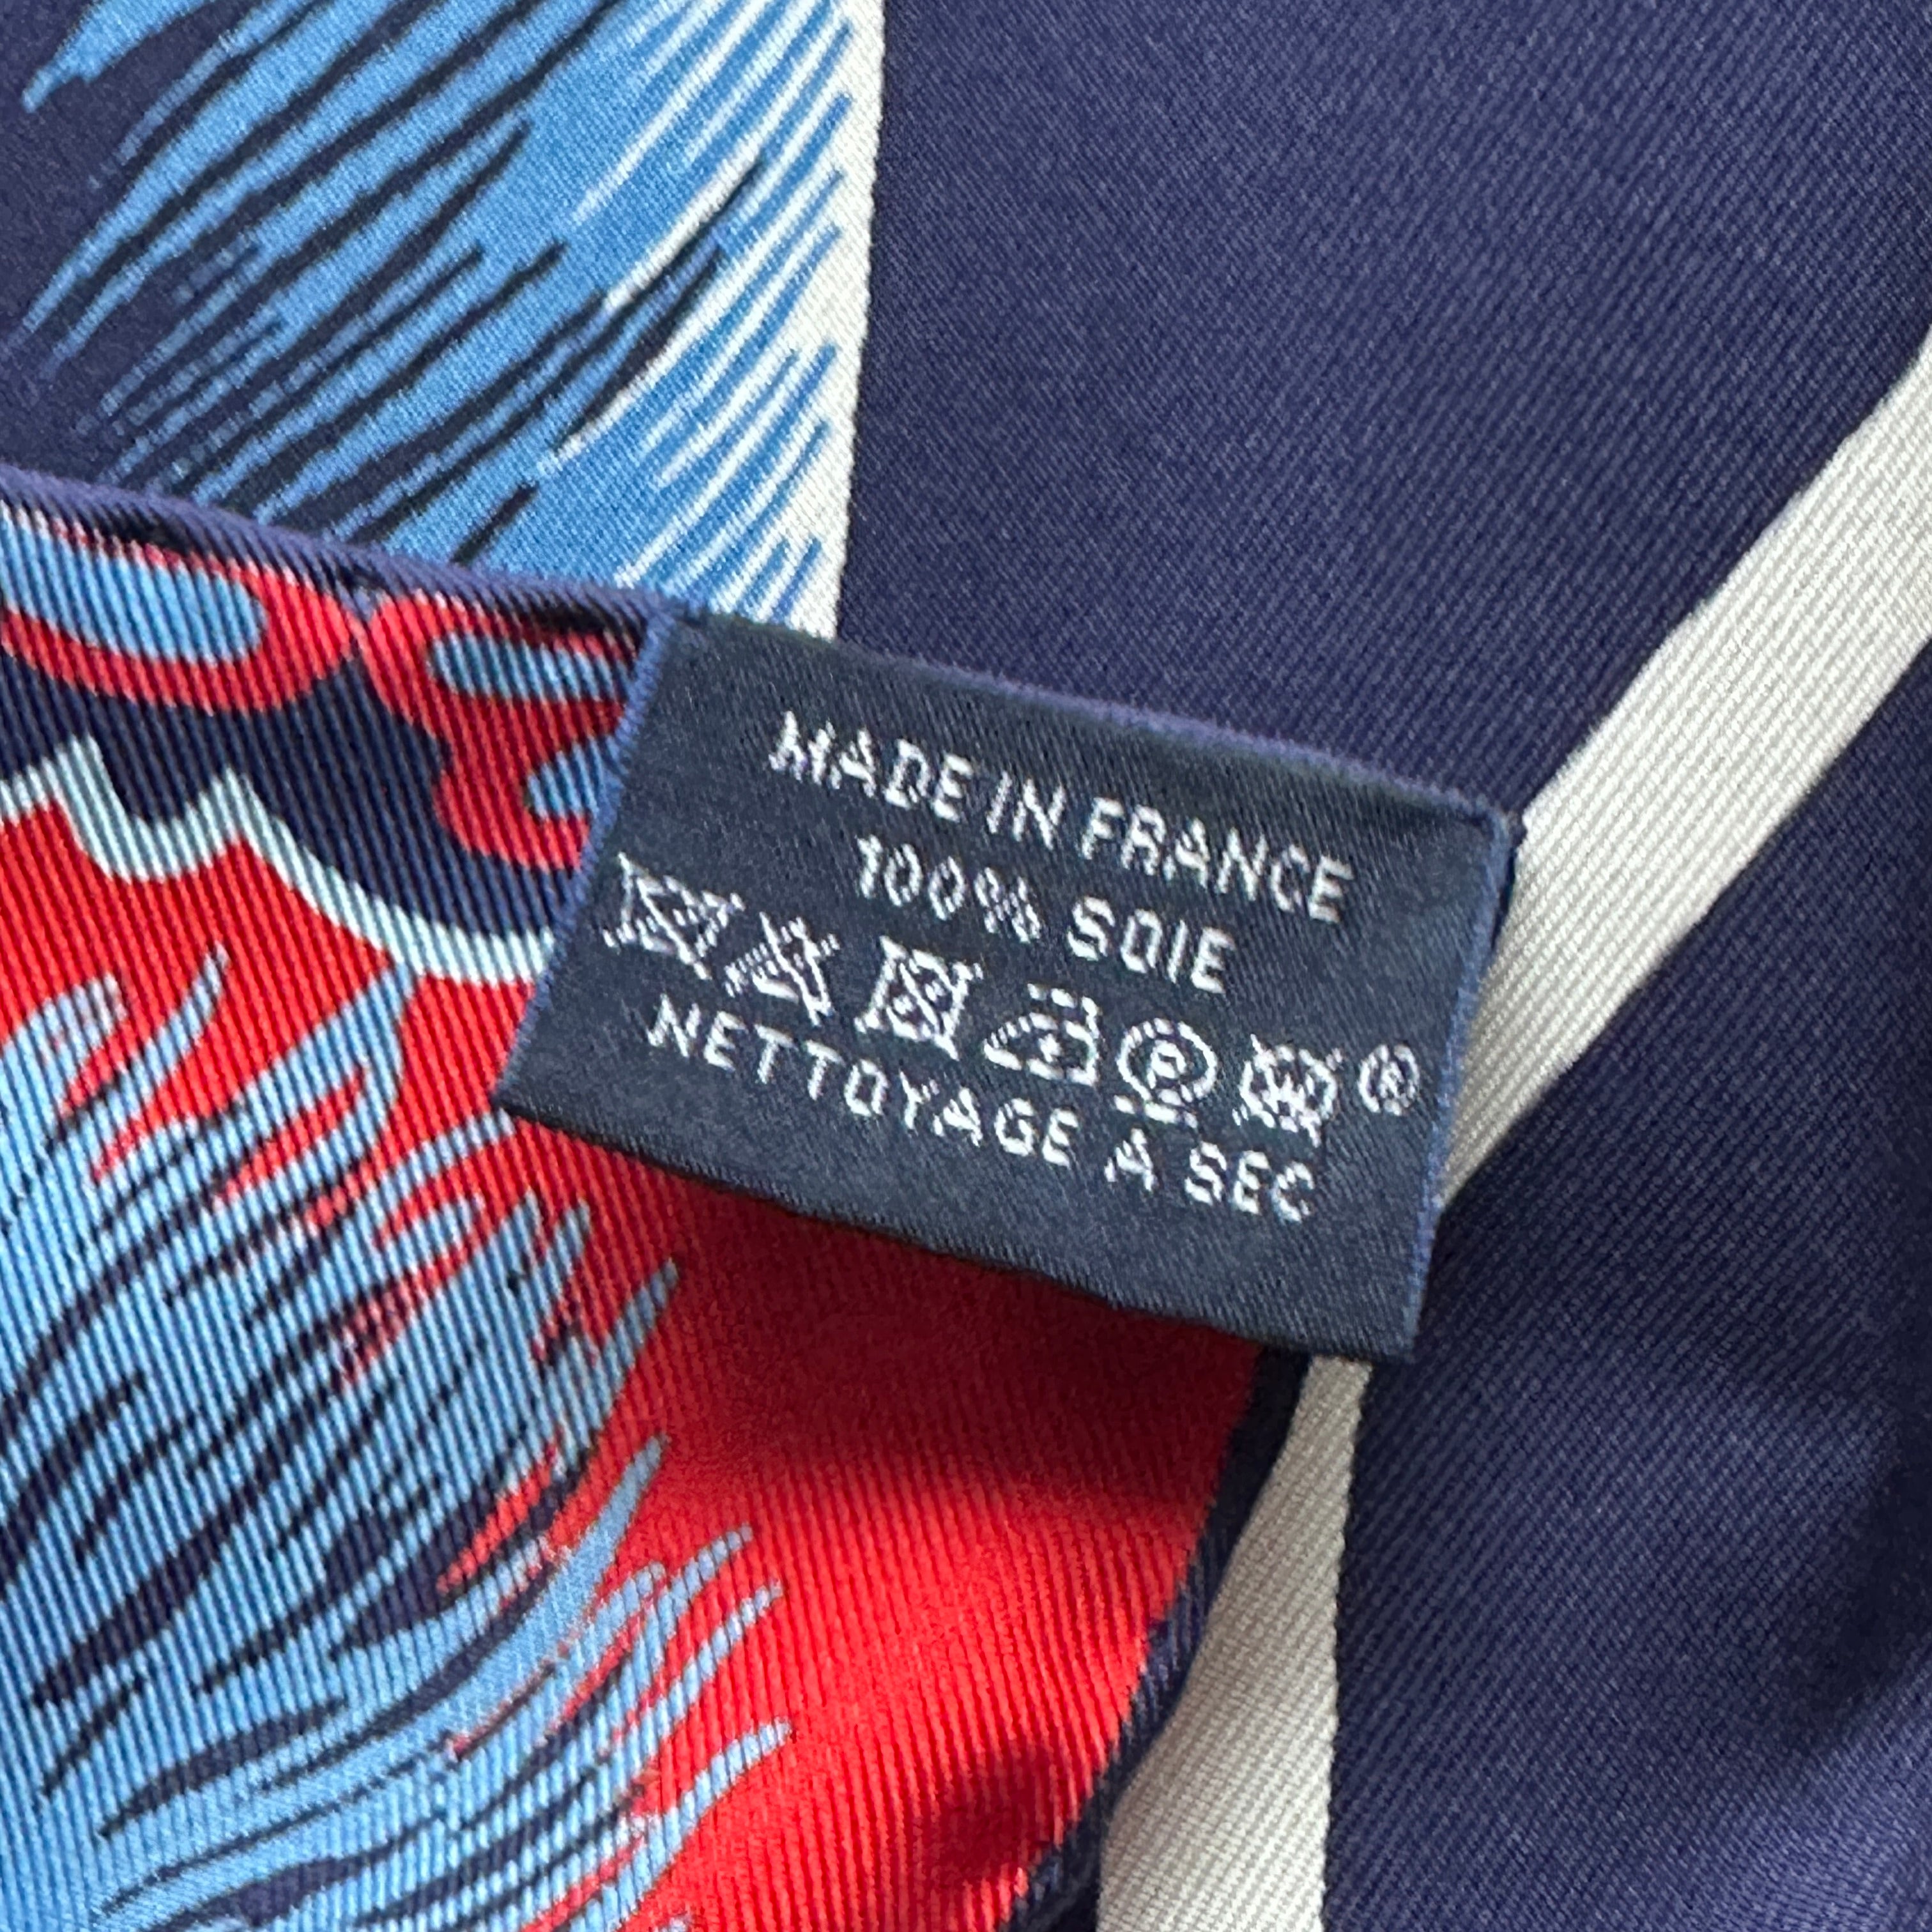 MADE IN FRANCE
100% SOIE
P W ®
NETTOYAGE A SEC